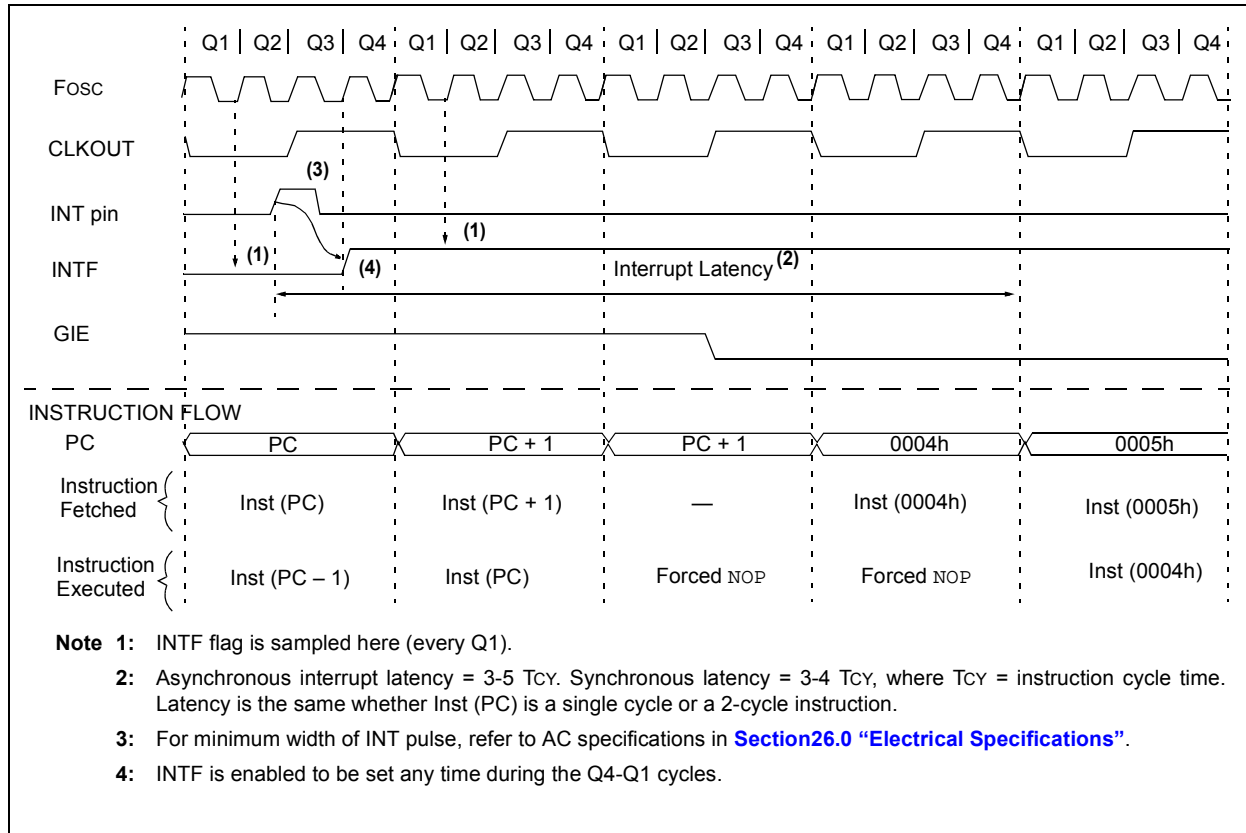 Q1 Q2 Q3 Q4 Q1 Q2 Q3 Q4 Q1 Q2 Q3 Q4 Q1 Q2 Q3 Q4 Q1 Q2 Q3 Q4
FOSC
CLKOUT
(3)
INT pin
(1) (1)
INTF (4) Interrupt Latency(2)
GIE
INSTRUCTION FLOW
PC PC PC + 1 PC + 1 0004h 0005h
Instruction
Fetched
Inst (PC) Inst (PC + 1) — Inst (0004h) Inst (0005h)
Instruction
Executed
Inst (PC – 1) Inst (PC) Forced NOP Forced NOP Inst (0004h)
Note 1: INTF flag is sampled here (every Q1).
2: Asynchronous interrupt latency = 3-5 TCY. Synchronous latency = 3-4 TCY, where TCY = instruction cycle time.
Latency is the same whether Inst (PC) is a single cycle or a 2-cycle instruction.
3: For minimum width of INT pulse, refer to AC specifications in Section26.0 “Electrical Specifications”.
4: INTF is enabled to be set any time during the Q4-Q1 cycles.